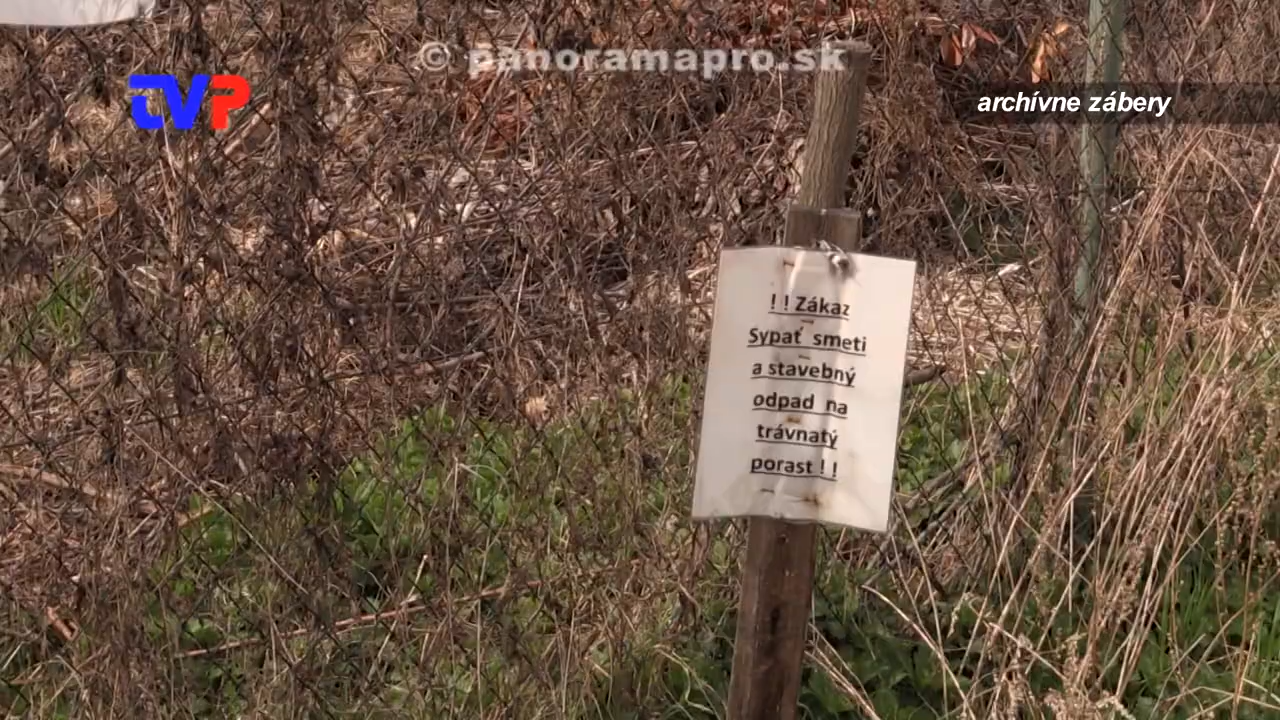 © panoramapro.sk
TVP
archívne zábery
! ! Zákaz
Sypať smeti
a stavebný
odpad na
trávnatý
porast ! !